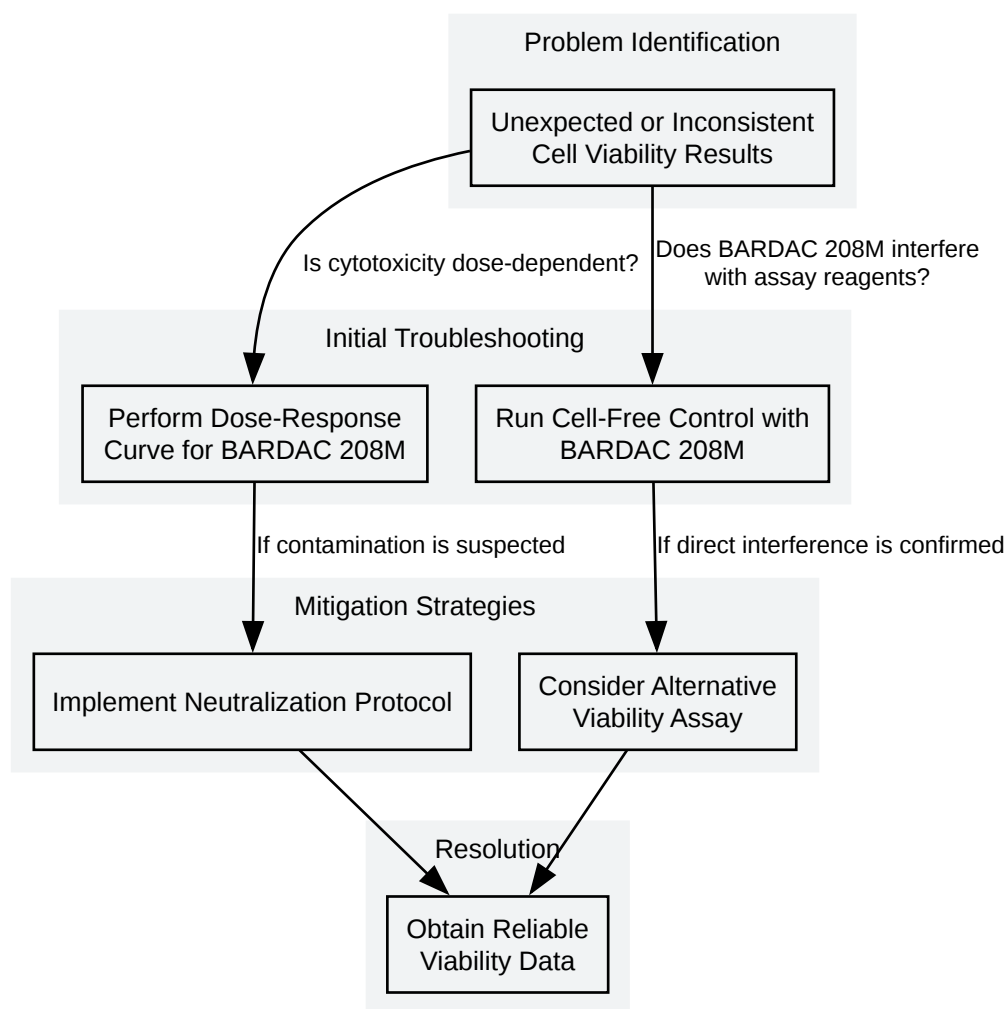 Problem Identification
Unexpected or Inconsistent
Cell Viability Results
Is cytotoxicity dose-dependent?
Does BARDAC 208M interfere
with assay reagents?
Initial Troubleshooting
Perform Dose-Response
Curve for BARDAC 208M
Run Cell-Free Control with
BARDAC 208M
If contamination is suspected
If direct interference is confirmed
Mitigation Strategies
Implement Neutralization Protocol
Consider Alternative
Viability Assay
Resolution
Obtain Reliable
Viability Data